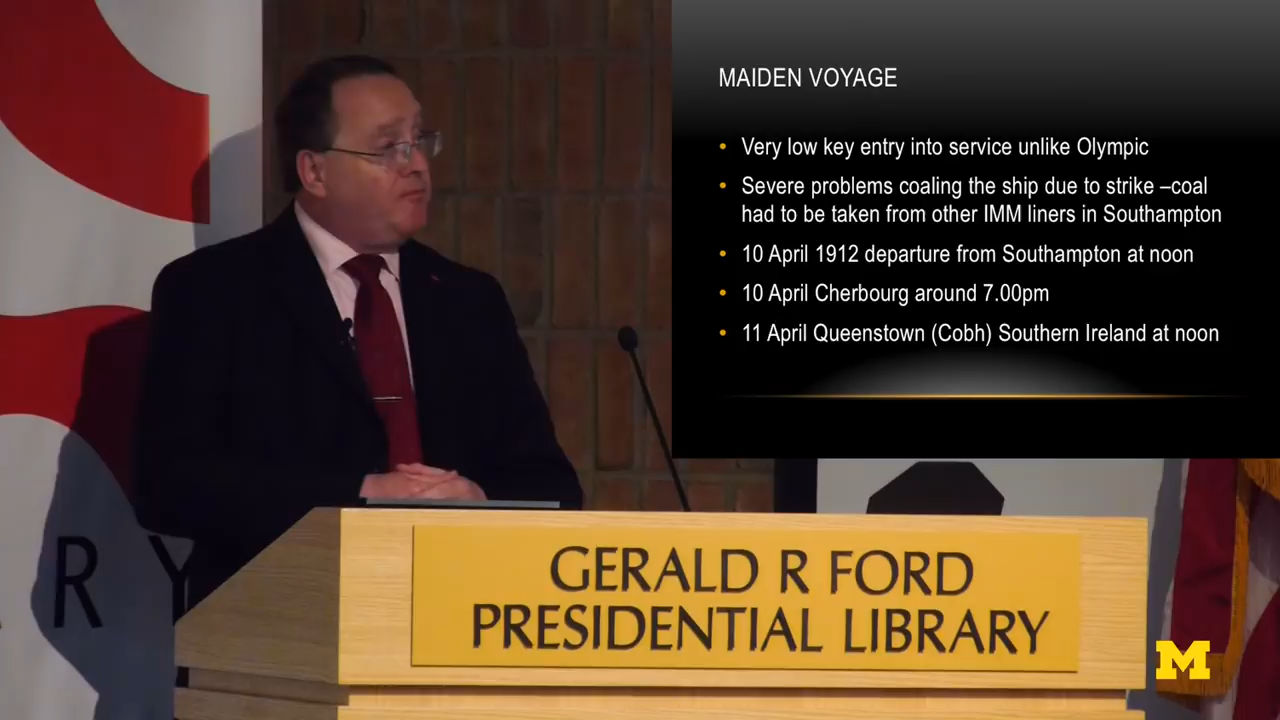 MAIDEN VOYAGE
• Very low key entry into service unlike Olympic
• Severe problems coaling the ship due to strike –coal
had to be taken from other IMM liners in Southampton
• 10 April 1912 departure from Southampton at noon
• 10 April Cherbourg around 7.00pm
• 11 April Queenstown (Cobh) Southern Ireland at noon
RY
GERALD R FORD
PRESIDENTIAL LIBRARY
M